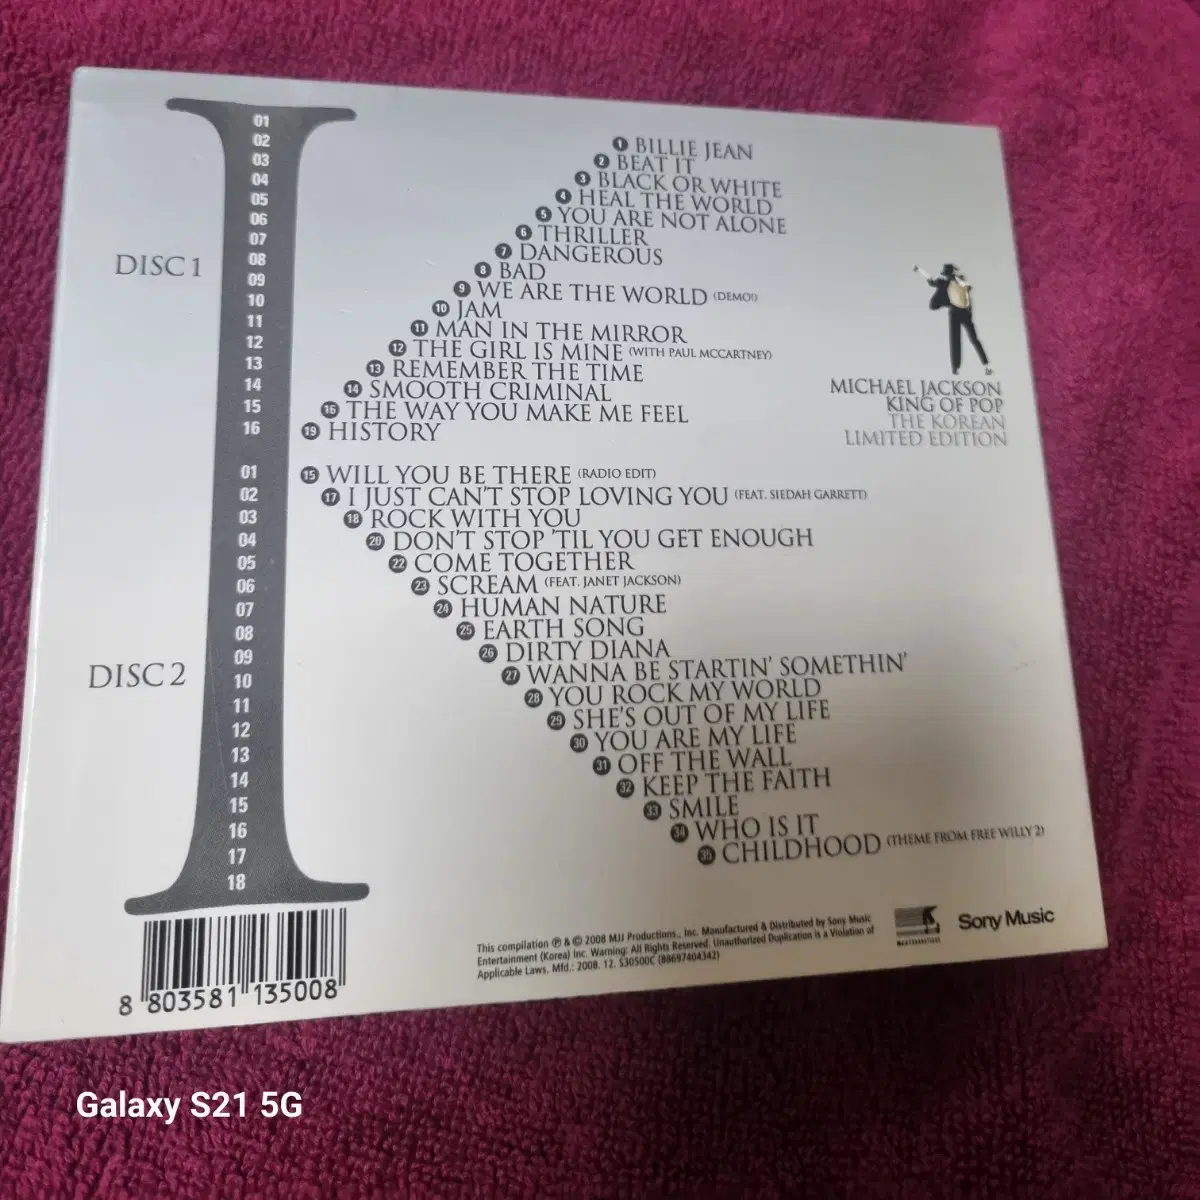 DISC 1
01
02
03
04
05
06
07
08
09
10
11
12
13
14
15
16
1 BILLIE JEAN
2 BEAT IT
3 BLACK OR WHITE
4 HEAL THE WORLD
5 YOU ARE NOT ALONE
6 THRILLER
7 DANGEROUS
8 BAD
9 WE ARE THE WORLD (DEMO!)
10 JAM
11 MAN IN THE MIRROR
12 THE GIRL IS MINE (WITH PAUL MCCARTNEY)
13 REMEMBER THE TIME
14 SMOOTH CRIMINAL
16 THE WAY YOU MAKE ME FEEL
19 HISTORY
MICHAEL JACKSON
KING OF POP
THE KOREAN
LIMITED EDITION
DISC 2
01
02
03
04
05
06
07
08
09
10
11
12
13
14
15
16
17
18
15 WILL YOU BE THERE (RADIO EDIT)
17 I JUST CAN'T STOP LOVING YOU (FEAT. SIEDAH GARRETT)
18 ROCK WITH YOU
20 DON'T STOP 'TIL YOU GET ENOUGH
22 COME TOGETHER
23 SCREAM (FEAT. JANET JACKSON)
24 HUMAN NATURE
25 EARTH SONG
26 DIRTY DIANA
27 WANNA BE STARTIN' SOMETHIN'
28 YOU ROCK MY WORLD
29 SHE'S OUT OF MY LIFE
30 YOU ARE MY LIFE
31 OFF THE WALL
32 KEEP THE FAITH
33 SMILE
34 WHO IS IT
35 CHILDHOOD (THEME FROM FREE WILLY 2)
8 803581 135008
This compilation ℗ & © 2008 MJJ Productions., Inc. Manufactured & Distributed by Sony Music
Entertainment (Korea) Inc. Warning: All Rights Reserved. Unauthorized Duplication is a Violation of
Applicable Laws. Mfd.: 2008. 12. S30500C (88697404342)
Sony Music
Galaxy S21 5G